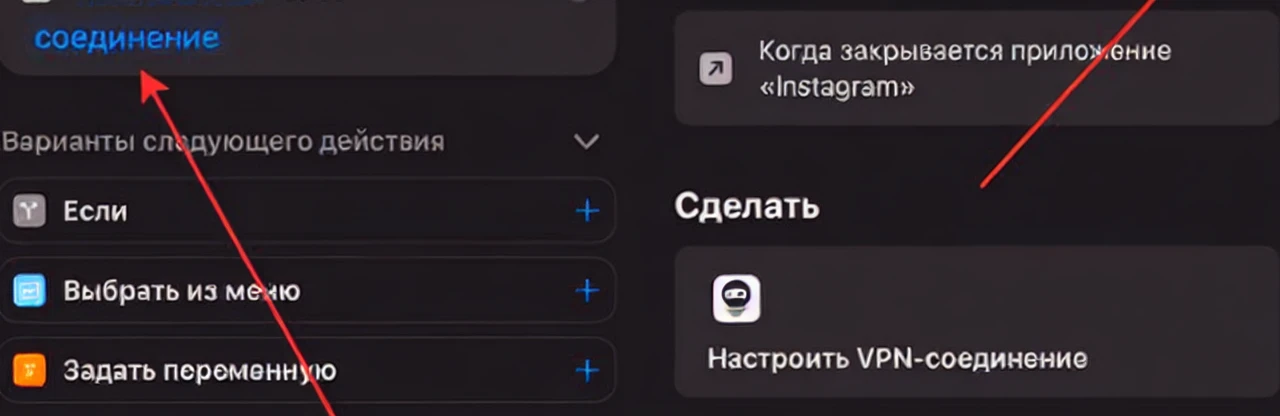 соединение
Варианты следующего действия
Если
Выбрать из меню
Задать переменную
Когда закрывается приложение
«Instagram»
Сделать
Настроить VPN-соединение